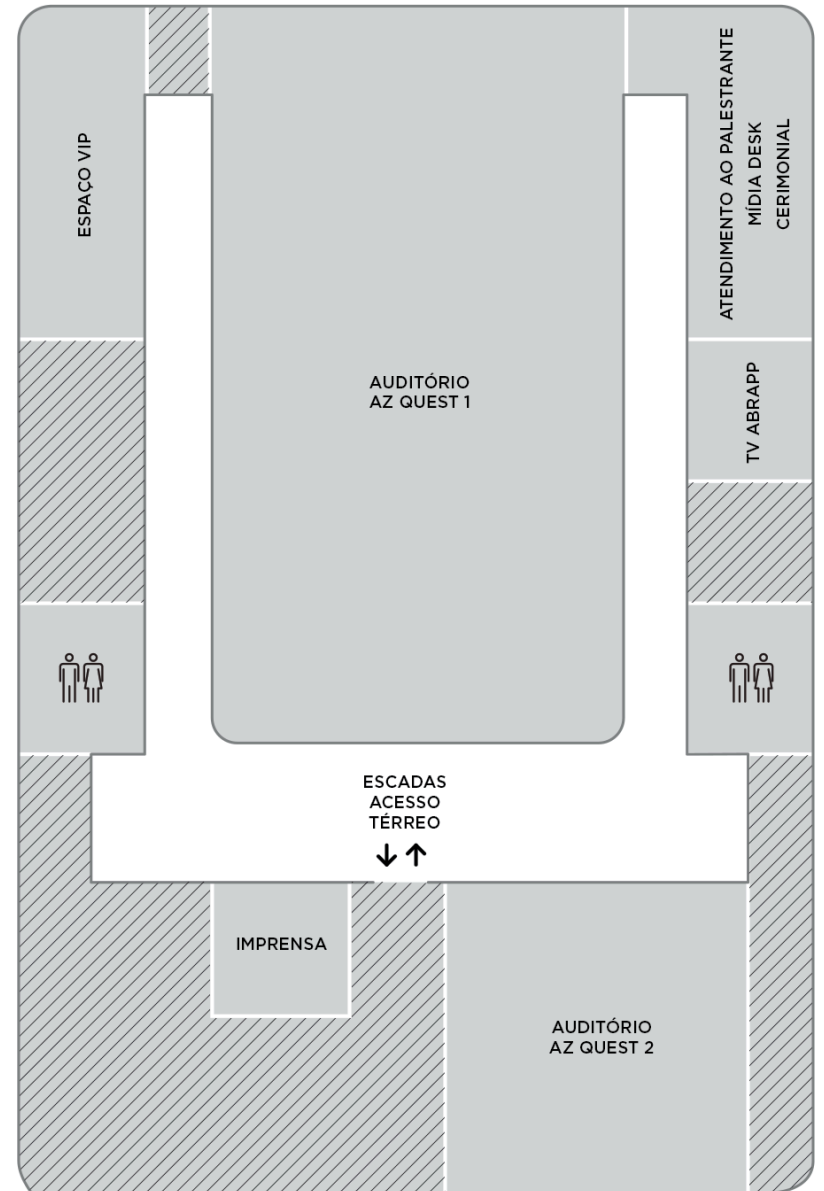 ESPAÇO VIP
ATENDIMENTO AO PALESTRANTE
MÍDIA DESK
CERIMONIAL
AUDITÓRIO
AZ QUEST 1
TV ABRAPP
ESCADAS
ACESSO
TÉRREO
IMPRENSA
AUDITÓRIO
AZ QUEST 2